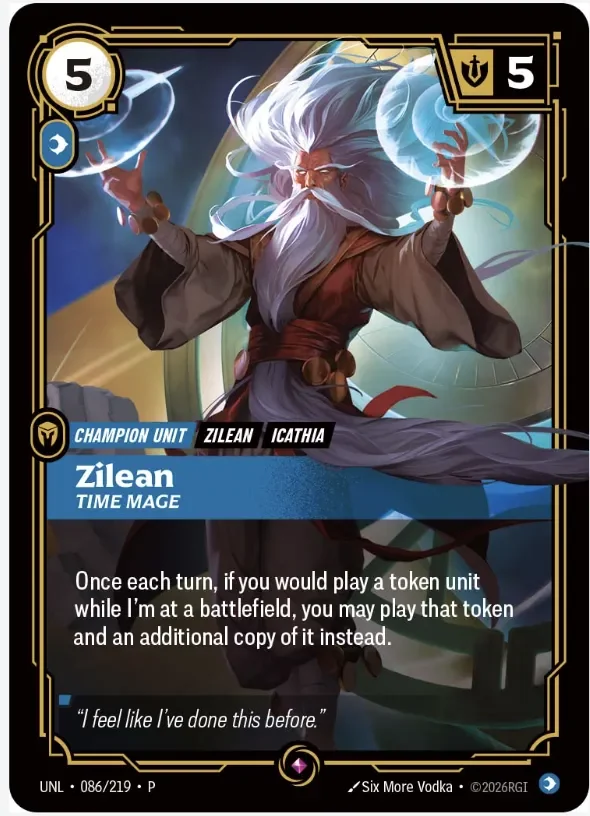 5
5
CHAMPION UNIT ZILEAN ICATHIA
Zilean
TIME MAGE
Once each turn, if you would play a token unit
while I'm at a battlefield, you may play that token
and an additional copy of it instead.
“I feel like I've done this before.”
UNL • 086/219 • P Six More Vodka • ©2026RGI